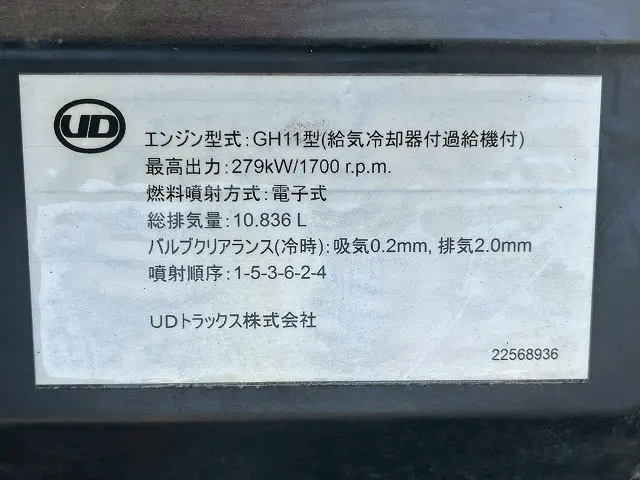 UD
エンジン型式:GH11型(給気冷却器付過給機付)
最高出力:279kW/1700 r.p.m.
燃料噴射方式:電子式
総排気量:10.836 L
バルブクリアランス(冷時):吸気0.2mm, 排気2.0mm
噴射順序:1-5-3-6-2-4
UDトラックス株式会社
22568936